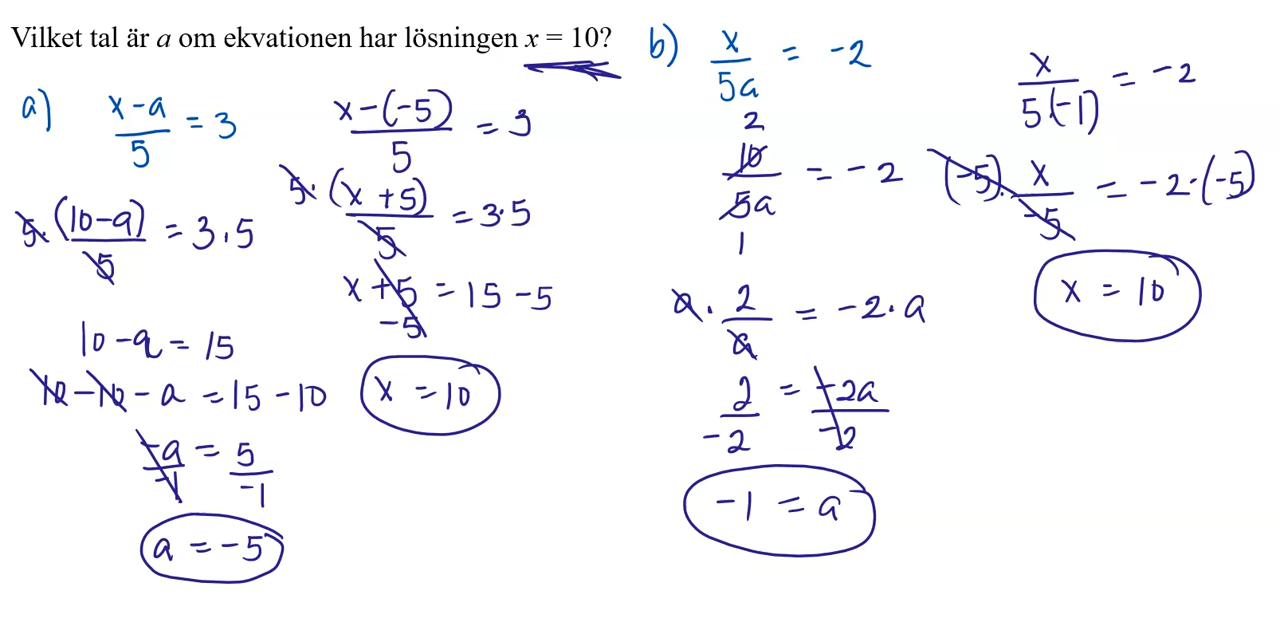 Vilket tal är a om ekvationen har lösningen x = 10?
a) (x-a)/5 = 3
5·(10-a)/5 = 3·5
10-a = 15
10-10-a = 15-10
-a/-1 = 5/-1
a = -5
(x-(-5))/5 = 3
5·(x+5)/5 = 3·5
x+5-5 = 15-5
x = 10
b) x/5a = -2
2
10/5a = -2
1
a·2/a = -2·a
2/-2 = -2a/-2
-1 = a
x/5(-1) = -2
(-5)·x/-5 = -2·(-5)
x = 10